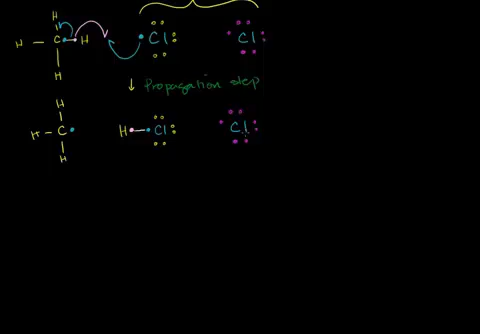 H
H – C H Cl Cl
H
↓ Propagation step
H
H – C H – Cl Cl
H